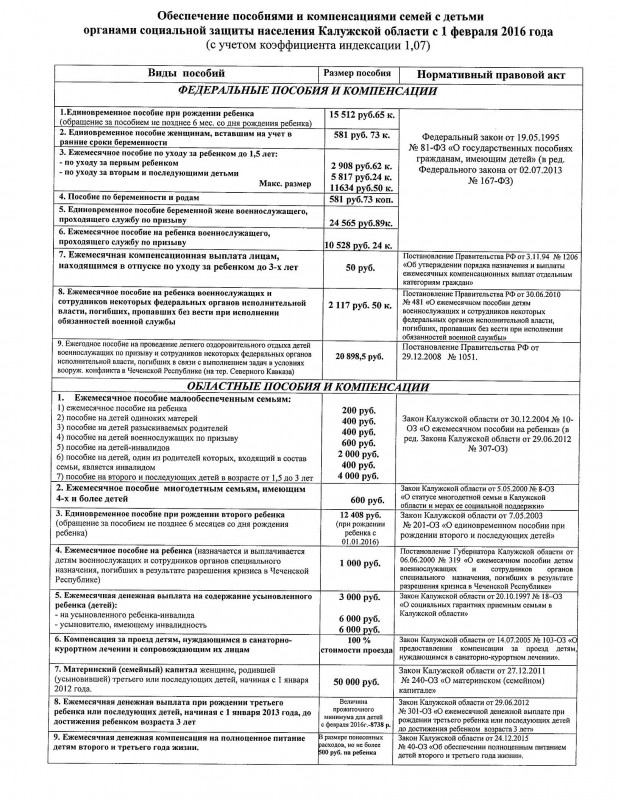 Обеспечение пособиями и компенсациями семей с детьми
органами социальной защиты населения Калужской области с 1 февраля 2016 года
(с учетом коэффициента индексации 1,07)
Виды пособий
Размер пособия
Нормативный правовой акт
ФЕДЕРАЛЬНЫЕ ПОСОБИЯ И КОМПЕНСАЦИИ
1.Единовременное пособие при рождении ребенка
(обращение за пособием не позднее 6 мес. со дня рождения ребенка)
15 512 руб.65 к.
2. Единовременное пособие женщинам, вставшим на учет в
ранние сроки беременности
581 руб. 73 к.
3. Ежемесячное пособие по уходу за ребенком до 1,5 лет:
- по уходу за первым ребенком
- по уходу за вторым и последующими детьми
Макс. размер
2 908 руб.62 к.
5 817 руб.24 к.
11634 руб.50 к.
4. Пособие по беременности и родам
581 руб.73 коп.
5. Единовременное пособие беременной жене военнослужащего,
проходящего службу по призыву
24 565 руб.89к.
6. Ежемесячное пособие на ребенка военнослужащего,
проходящего службу по призыву
10 528 руб. 24 к.
Федеральный закон от 19.05.1995
№ 81-ФЗ «О государственных пособиях
гражданам, имеющим детей» (в ред.
Федерального закона от 02.07.2013
№ 167-ФЗ)
7. Ежемесячная компенсационная выплата лицам,
находящимся в отпуске по уходу за ребенком до 3-х лет
50 руб.
Постановление Правительства РФ от 3.11.94 № 1206
«Об утверждении порядка назначения и выплаты
ежемесячных компенсационных выплат отдельным
категориям граждан»
8. Ежемесячное пособие на ребенка военнослужащих и
сотрудников некоторых федеральных органов исполнительной
власти, погибших, пропавших без вести при исполнении
обязанностей военной службы
2 117 руб. 50 к.
Постановление Правительства РФ от 30.06.2010
№ 481 «О ежемесячном пособии детям
военнослужащих и сотрудников некоторых
федеральных органов исполнительной власти,
погибших, пропавших без вести при исполнении
обязанностей военной службы»
9. Ежегодное пособие на проведение летнего оздоровительного отдыха детей
военнослужащих по призыву и сотрудников некоторых федеральных органов
исполнительной власти, погибших в связи с выполнением задач в условиях
вооруж. конфликта в Чеченской Республике (на тер. Северного Кавказа)
20 898,5 руб.
Постановление Правительства РФ от
29.12.2008 № 1051.
ОБЛАСТНЫЕ ПОСОБИЯ И КОМПЕНСАЦИИ
1. Ежемесячное пособие малообеспеченным семьям:
1) ежемесячное пособие на ребенка
2) пособие на детей одиноких матерей
3) пособие на детей разыскиваемых родителей
4) пособие на детей военнослужащих по призыву
5) пособие на детей-инвалидов
6) пособие на детей, один из родителей которых, входящий в состав
семьи, является инвалидом
7) пособие на второго и последующих детей в возрасте от 1,5 до 3 лет
200 руб.
400 руб.
400 руб.
600 руб.
2 000 руб.
400 руб.
4 000 руб.
Закон Калужской области от 30.12.2004 № 10-
ОЗ «О ежемесячном пособии на ребенка» (в
ред. Закона Калужской области от 29.06.2012
№ 307-ОЗ)
2. Ежемесячное пособие многодетным семьям, имеющим
4-х и более детей
600 руб.
Закон Калужской области от 5.05.2000 № 8-ОЗ
«О статусе многодетной семьи в Калужской
области и мерах ее социальной поддержки»
3. Единовременное пособие при рождении второго ребенка
(обращение за пособием не позднее 6 месяцев со дня рождения
ребенка)
12 408 руб.
(при рождении
ребенка с
01.01.2016)
Закон Калужской области от 7.05.2003
№ 201-ОЗ «О единовременном пособии при
рождении второго и последующих детей»
4. Ежемесячное пособие на ребенка (назначается и выплачивается
детям военнослужащих и сотрудников органов специального
назначения, погибших в результате разрешения кризиса в Чеченской
Республике)
1 000 руб.
Постановление Губернатора Калужской области от
06.06.2000 № 319 «О ежемесячном пособии детям
военнослужащих и сотрудников органов
специального назначения, погибших в результате
разрешения кризиса в Чеченской Республике»
5. Ежемесячная денежная выплата на содержание усыновленного
ребенка (детей):
- на усыновленного ребенка-инвалида
- усыновителю, имеющему инвалидность
3 000 руб.
6 000 руб.
6 000 руб.
Закон Калужской области от 20.10.1997 № 18–ОЗ
«О социальных гарантиях приемным семьям в
Калужской области»
6. Компенсация за проезд детям, нуждающимся в санаторно-
курортном лечении и сопровождающим их лицам
100 %
стоимости проезда
Закон Калужской области от 14.07.2005 № 103-ОЗ «О
предоставлении компенсации за проезд детям,
нуждающимся в санаторно-курортном лечении».
7. Материнский (семейный) капитал женщине, родившей
(усыновившей) третьего или последующих детей, начиная с 1 января
2012 года.
50 000 руб.
Закон Калужской области от 27.12.2011
№ 240-ОЗ «О материнском (семейном)
капитале»
8. Ежемесячная денежная выплата при рождении третьего
ребенка или последующих детей, начиная с 1 января 2013 года, до
достижения ребенком возраста 3 лет
Величина
прожиточного
минимума для детей
с февраля 2016г.-8738 р.
Закон Калужской области от 29.06.2012
№ 301-ОЗ «О ежемесячной денежной выплате при
рождении третьего ребенка или последующих детей
до достижения ребенком возраста 3 лет»
9. Ежемесячная денежная компенсация на полноценное питание
детям второго и третьего года жизни.
В размере понесенных
расходов, но не более
500 руб. на ребенка
Закон Калужской области от 24.12.2015
№ 40-ОЗ «Об обеспечении полноценным питанием
детей второго и третьего года жизни».